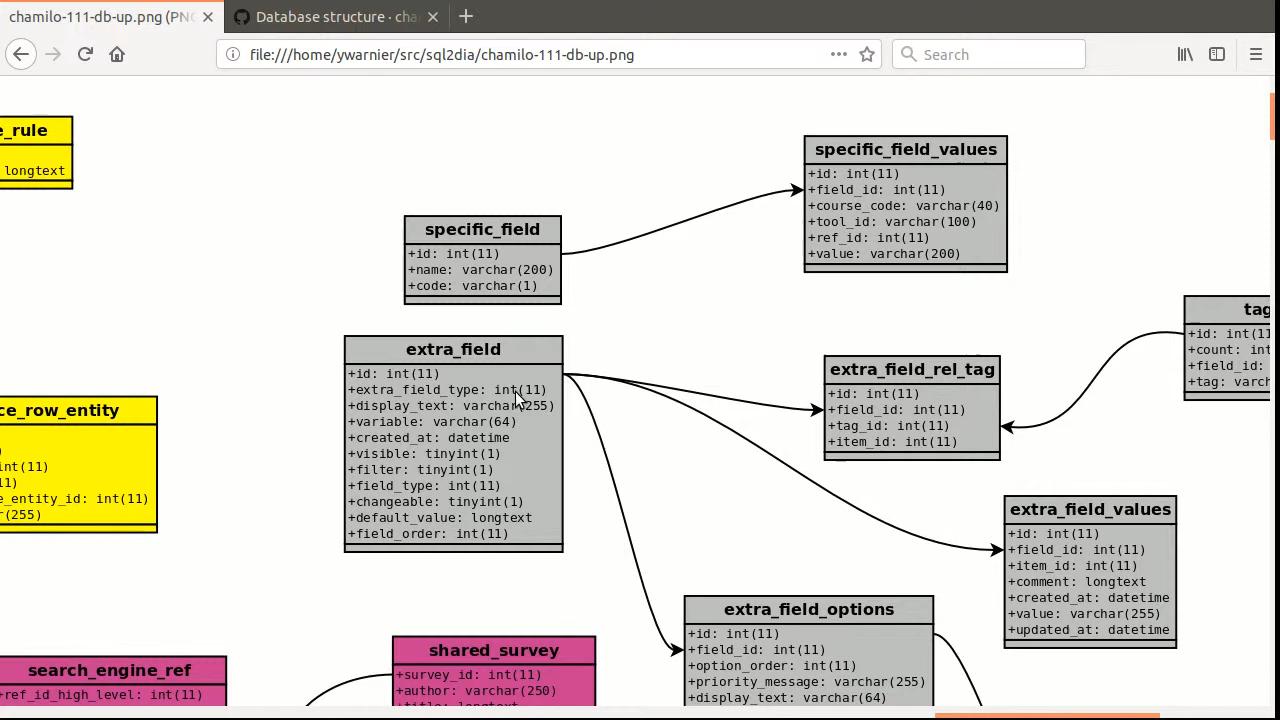 chamilo-111-db-up.png (PN
Database structure · cha
file:///home/ywarnier/src/sql2dia/chamilo-111-db-up.png
Search
e_rule
longtext
specific_field_values
+id: int(11)
+field_id: int(11)
+course_code: varchar(40)
+tool_id: varchar(100)
+ref_id: int(11)
+value: varchar(200)
specific_field
+id: int(11)
+name: varchar(200)
+code: varchar(1)
tag
+id: int(11
+count: int
+field_id:
+tag: varch
extra_field
+id: int(11)
+extra_field_type: int(11)
+display_text: varchar(255)
+variable: varchar(64)
+created_at: datetime
+visible: tinyint(1)
+filter: tinyint(1)
+field_type: int(11)
+changeable: tinyint(1)
+default_value: longtext
+field_order: int(11)
extra_field_rel_tag
+id: int(11)
+field_id: int(11)
+tag_id: int(11)
+item_id: int(11)
ce_row_entity
)
int(11)
11)
e_entity_id: int(11)
r(255)
extra_field_values
+id: int(11)
+field_id: int(11)
+item_id: int(11)
+comment: longtext
+created_at: datetime
+value: varchar(255)
+updated_at: datetime
extra_field_options
+id: int(11)
+field_id: int(11)
+option_order: int(11)
+priority_message: varchar(255)
+display_text: varchar(64)
search_engine_ref
+ref_id_high_level: int(11)
shared_survey
+survey_id: int(11)
+author: varchar(250)